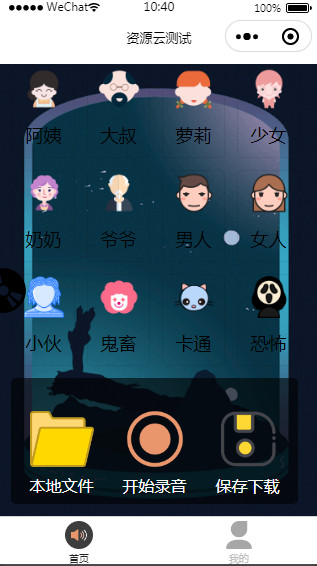 WeChat 10:40 100%
资源云测试
阿姨 大叔 萝莉 少女
奶奶 爷爷 男人 女人
小伙 鬼畜 卡通 恐怖
本地文件 开始录音 保存下载
首页 我的